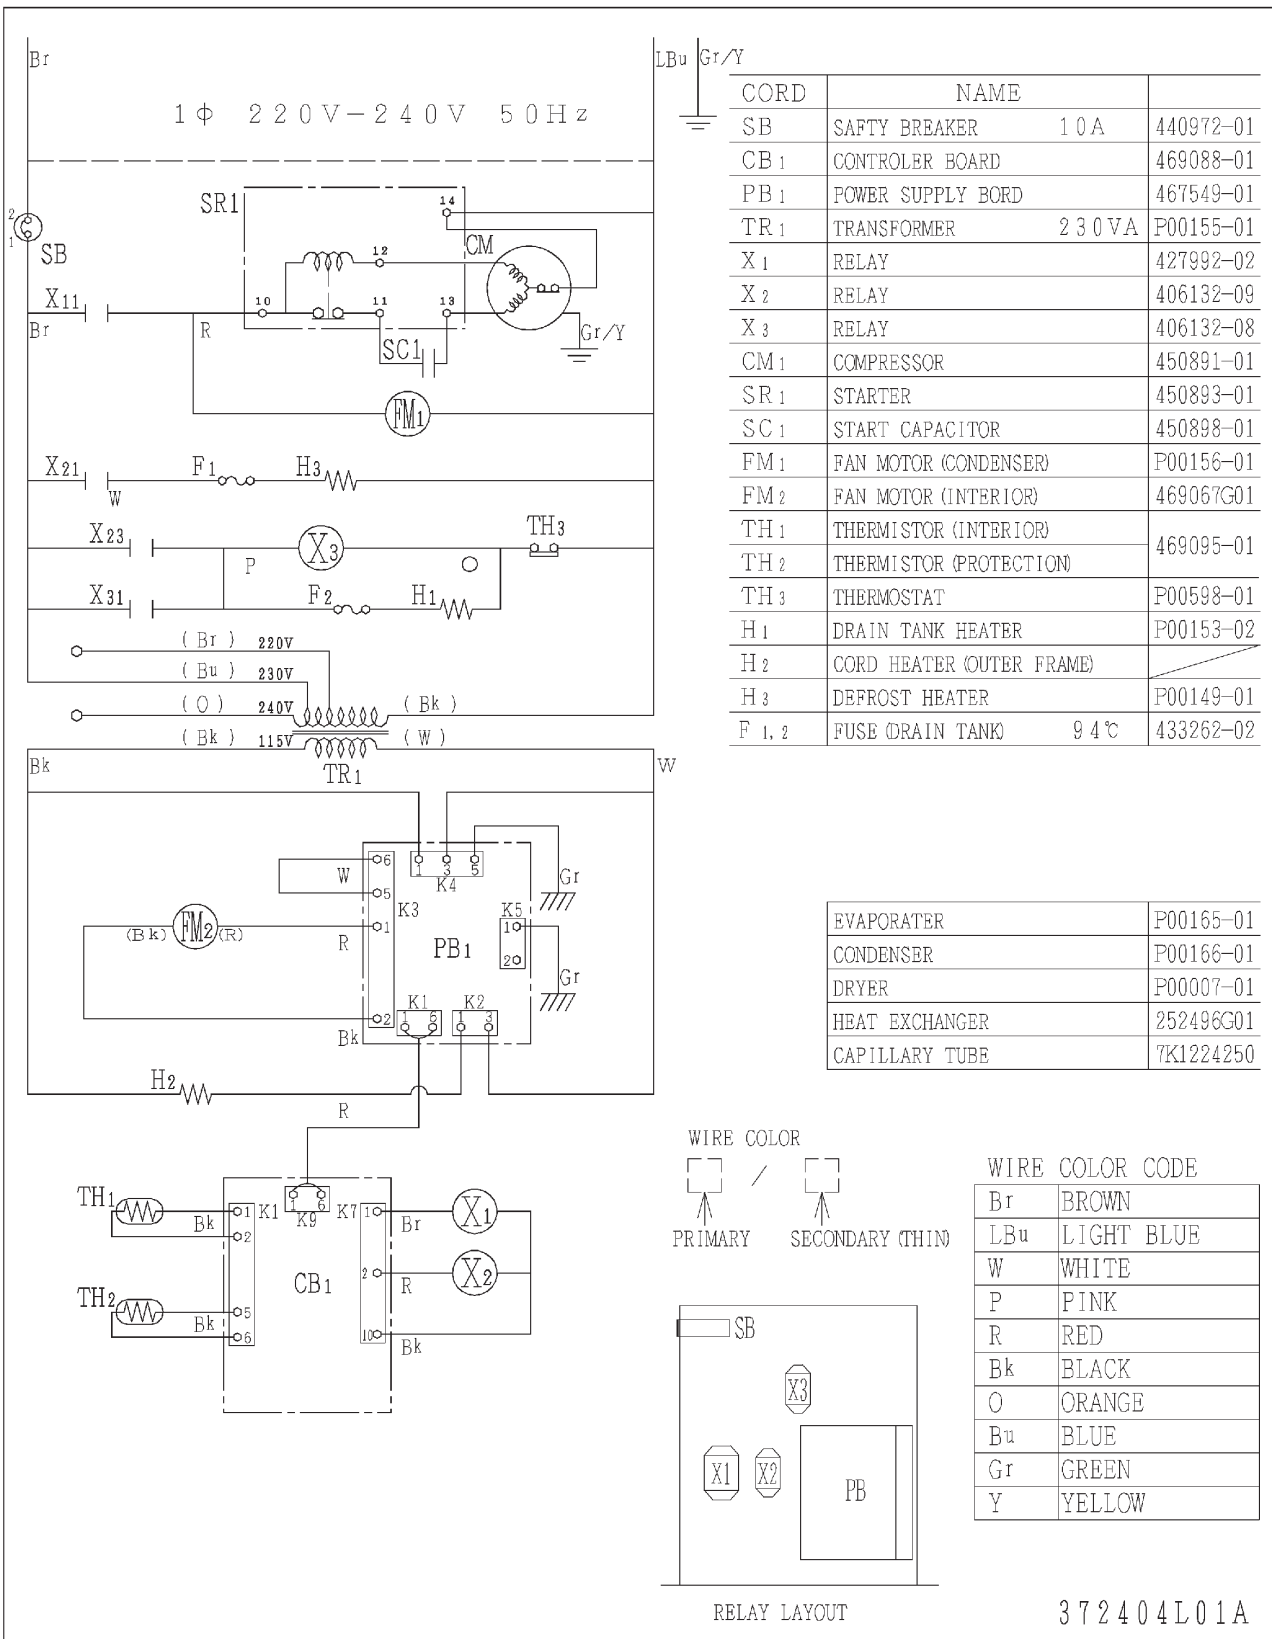 Br
LBu
Gr/Y
1φ 220V-240V 50Hz
2
1
SB
SR1
14
CM
12
X11
Br
R
10
11
13
SC1
Gr/Y
FM1
X21
W
F1
H3
X23
P
X3
O
TH3
X31
F2
H1
(Br) 220V
(Bu) 230V
(O) 240V
(Bk)
(Bk) 115V
(W)
TR1
Bk
W
1 3 5
K4
Gr
6
W
5
K3
K5
1
2
Gr
(Bk) FM2 (R)
R
1
PB1
2
Bk
K1
1 6
K2
1 3
H2
R
TH1
Bk
1 K1
2
1 6
K9
K7 1
Br
X1
CB1
2
R
X2
TH2
Bk
5
6
10
Bk
CORD NAME
SB SAFTY BREAKER 10A 440972-01
CB1 CONTROLER BOARD 469088-01
PB1 POWER SUPPLY BORD 467549-01
TR1 TRANSFORMER 230VA P00155-01
X1 RELAY 427992-02
X2 RELAY 406132-09
X3 RELAY 406132-08
CM1 COMPRESSOR 450891-01
SR1 STARTER 450893-01
SC1 START CAPACITOR 450898-01
FM1 FAN MOTOR (CONDENSER) P00156-01
FM2 FAN MOTOR (INTERIOR) 469067G01
TH1 THERMISTOR (INTERIOR)
469095-01
TH2 THERMISTOR (PROTECTION)
TH3 THERMOSTAT P00598-01
H1 DRAIN TANK HEATER P00153-02
H2 CORD HEATER (OUTER FRAME)
H3 DEFROST HEATER P00149-01
F 1,2 FUSE (DRAIN TANK) 94℃ 433262-02
EVAPORATER P00165-01
CONDENSER P00166-01
DRYER P00007-01
HEAT EXCHANGER 252496G01
CAPILLARY TUBE 7K1224250
WIRE COLOR
/
PRIMARY SECONDARY (THIN)
WIRE COLOR CODE
Br BROWN
LBu LIGHT BLUE
W WHITE
P PINK
R RED
Bk BLACK
O ORANGE
Bu BLUE
Gr GREEN
Y YELLOW
SB
X3
X1
X2
PB
RELAY LAYOUT
372404L01A